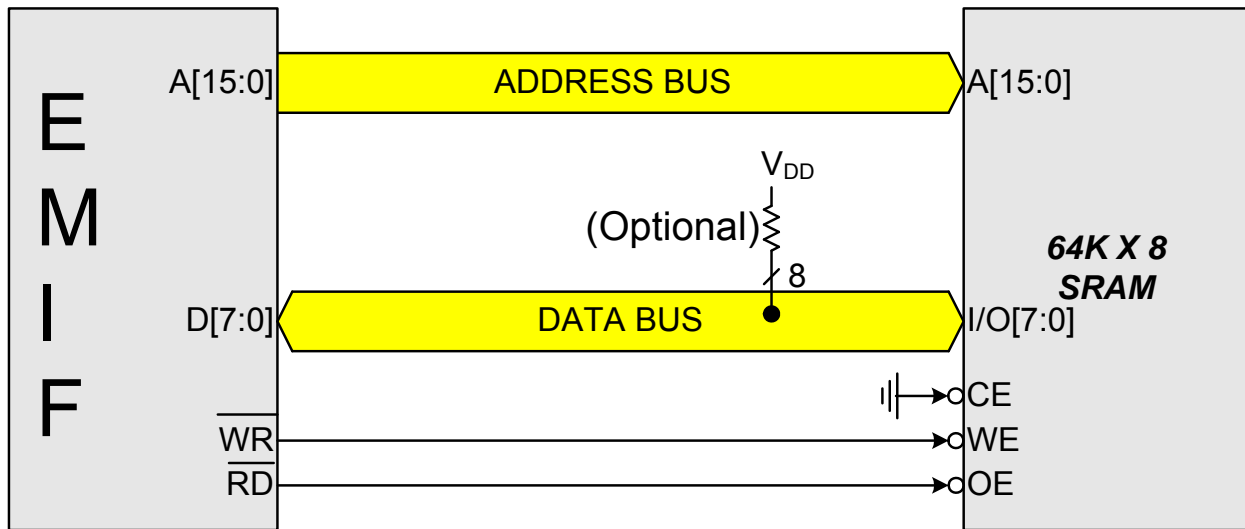 EMIF
A[15:0]
ADDRESS BUS
A[15:0]
VDD
(Optional)
8
64K X 8
SRAM
D[7:0]
DATA BUS
I/O[7:0]
CE
WR
WE
RD
OE